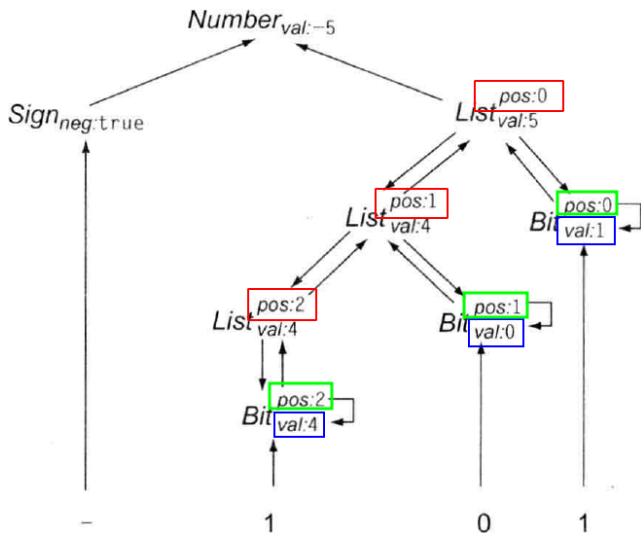 Number val:-5
Sign neg:true
List pos:0 val:5
List pos:1 val:4
Bit pos:0 val:1
List pos:2 val:4
Bit pos:1 val:0
Bit pos:2 val:4
- 1 0 1